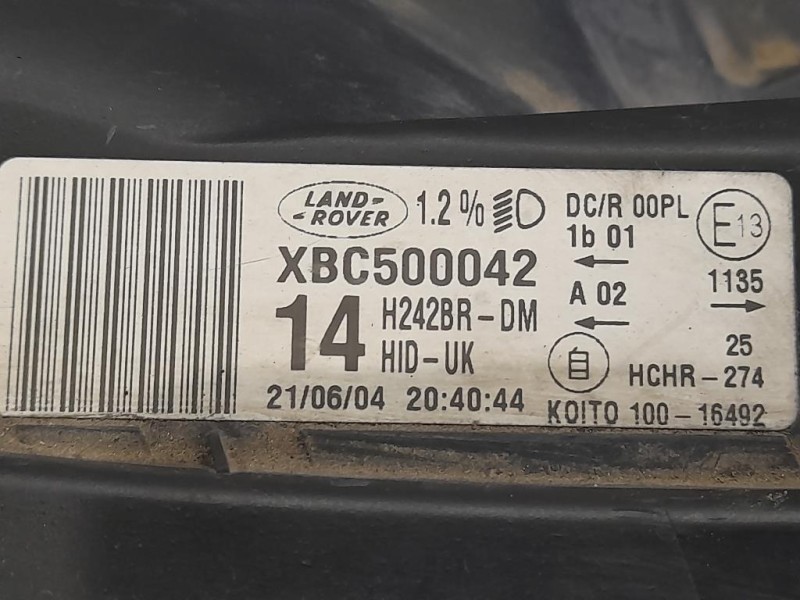 LAND-
-ROVER
1.2%
DC/R 00PL
1b 01
E13
XBC500042
A 02
1135
14
H242BR-DM
HID-UK
自
25
HCHR-274
21/06/04 20:40:44
KOITO 100-16492